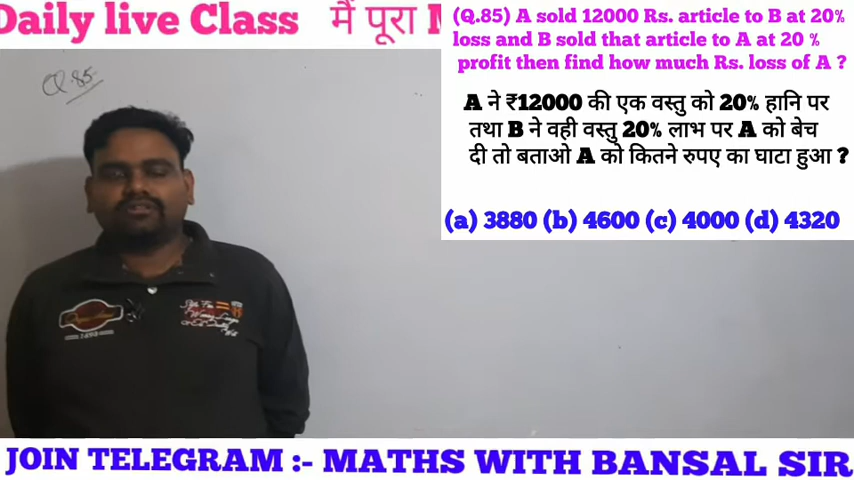 Daily live Class मैं पूरा
(Q.85) A sold 12000 Rs. article to B at 20%
loss and B sold that article to A at 20 %
profit then find how much Rs. loss of A ?
Q.85
A ने ₹12000 की एक वस्तु को 20% हानि पर
तथा B ने वही वस्तु 20% लाभ पर A को बेच
दी तो बताओ A को कितने रुपए का घाटा हुआ ?
(a) 3880 (b) 4600 (c) 4000 (d) 4320
JOIN TELEGRAM :- MATHS WITH BANSAL SIR